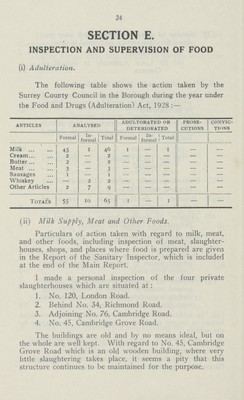 24
SECTION E.
INSPECTION AND SUPERVISION OF FOOD
(i) Adulteration.
The following table shows the action taken by the
Surrey County Council in the Borough during the year under
the Food and Drugs (Adulteration) Act, 1928 :—
ARTICLES ANALYSED ADULTORATED OR DETERIORATED PROSE-CUTIONS CONVIC-TIONS
Formal In-formal Total Formal In-formal Total
Milk ... ... 45 1 46 1 — 1 — —
Cream ... ... 2 — 2 — — — — —
Butter ... ... 2 — 2 — — — — —
Meat ... ... 3 — 3 — — — — —
Sausages 1 — 1 — — — — —
Whiskey — 2 2 — — — — —
Other Articles 2 7 9 — — — — —
Totals 55 10 65 1 — 1 — —
(ii) Milk Supply, Meat and Other Foods.
Particulars of action taken with regard to milk, meat,
and other foods, including inspection of meat, slaughter-
houses, shops, and places where food is prepared are given
in the Report of the Sanitary Inspector, which is included
at the end of the Main Report.
I made a personal inspection of the four private
slaughterhouses which are situated at :
1. No. 120, London Road.
2. Behind No. 34, Richmond Road.
3. Adjoining No. 76, Cambridge Road.
4. No. 45, Cambridge Grove Road.
The buildings are old and by no means ideal, but on
the whole are well kept. With regard to No. 45, Cambridge
Grove Road which is an old wooden building, where very
little slaughtering takes place, it seems a pity that this
structure continues to be maintained for the purpose.